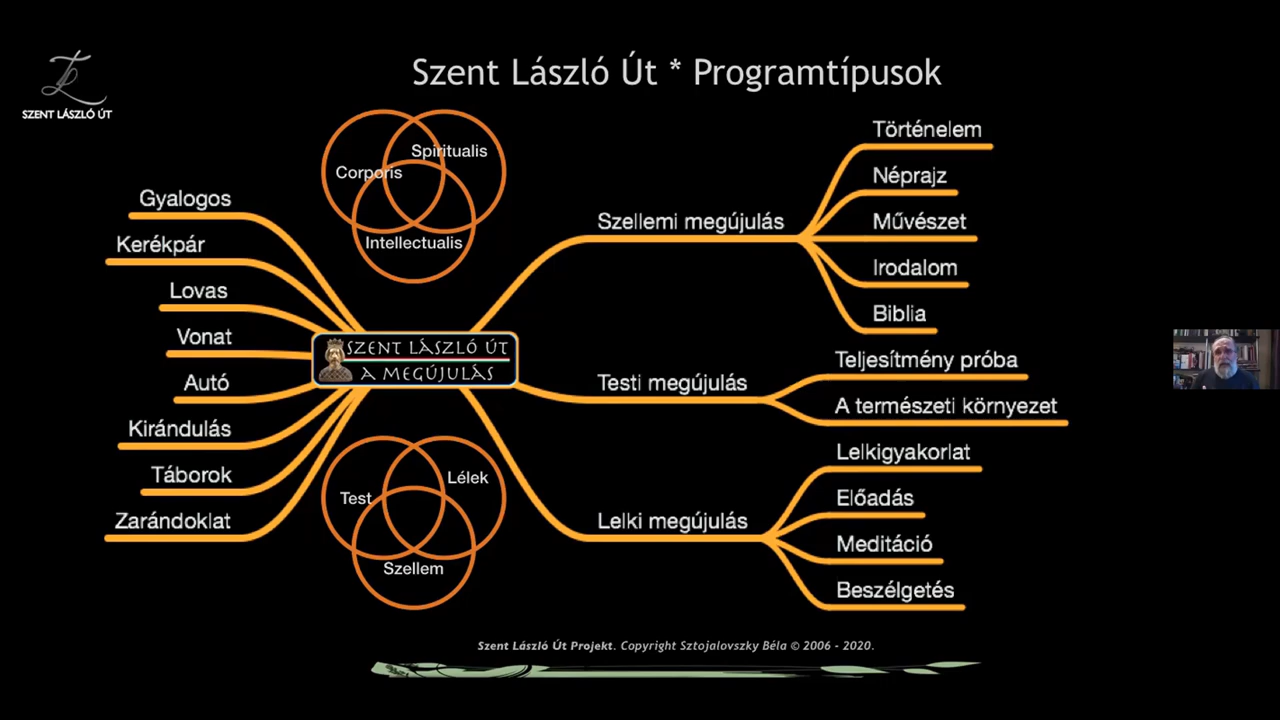 Szent László Út * Programtípusok
SZENT LÁSZLÓ ÚT
Corporis
Spiritualis
Intellectualis
Gyalogos
Kerékpár
Lovas
Vonat
Autó
Kirándulás
Táborok
Zarándoklat
SZENT LÁSZLÓ ÚT
A MEGÚJULÁS
Test
Lélek
Szellem
Szellemi megújulás
Történelem
Néprajz
Művészet
Irodalom
Biblia
Testi megújulás
Teljesítmény próba
A természeti környezet
Lelki megújulás
Lelkigyakorlat
Előadás
Meditáció
Beszélgetés
Szent László Út Projekt. Copyright Sztojalovszky Béla © 2006 - 2020.